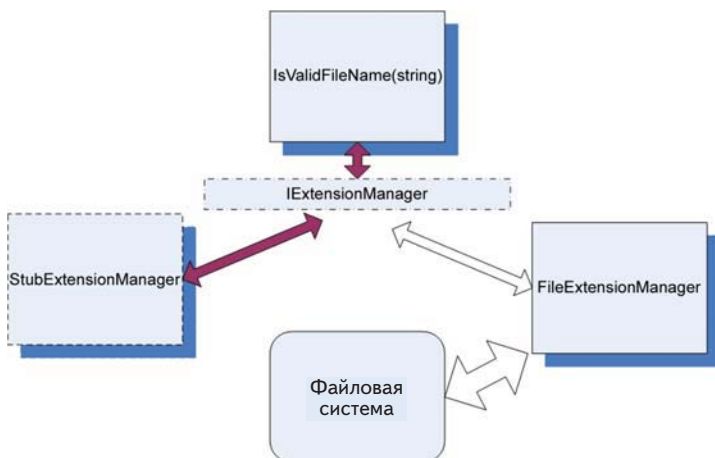 IsValidFileName(string)
IExtensionManager
StubExtensionManager
FileExtensionManager
Файловая
система